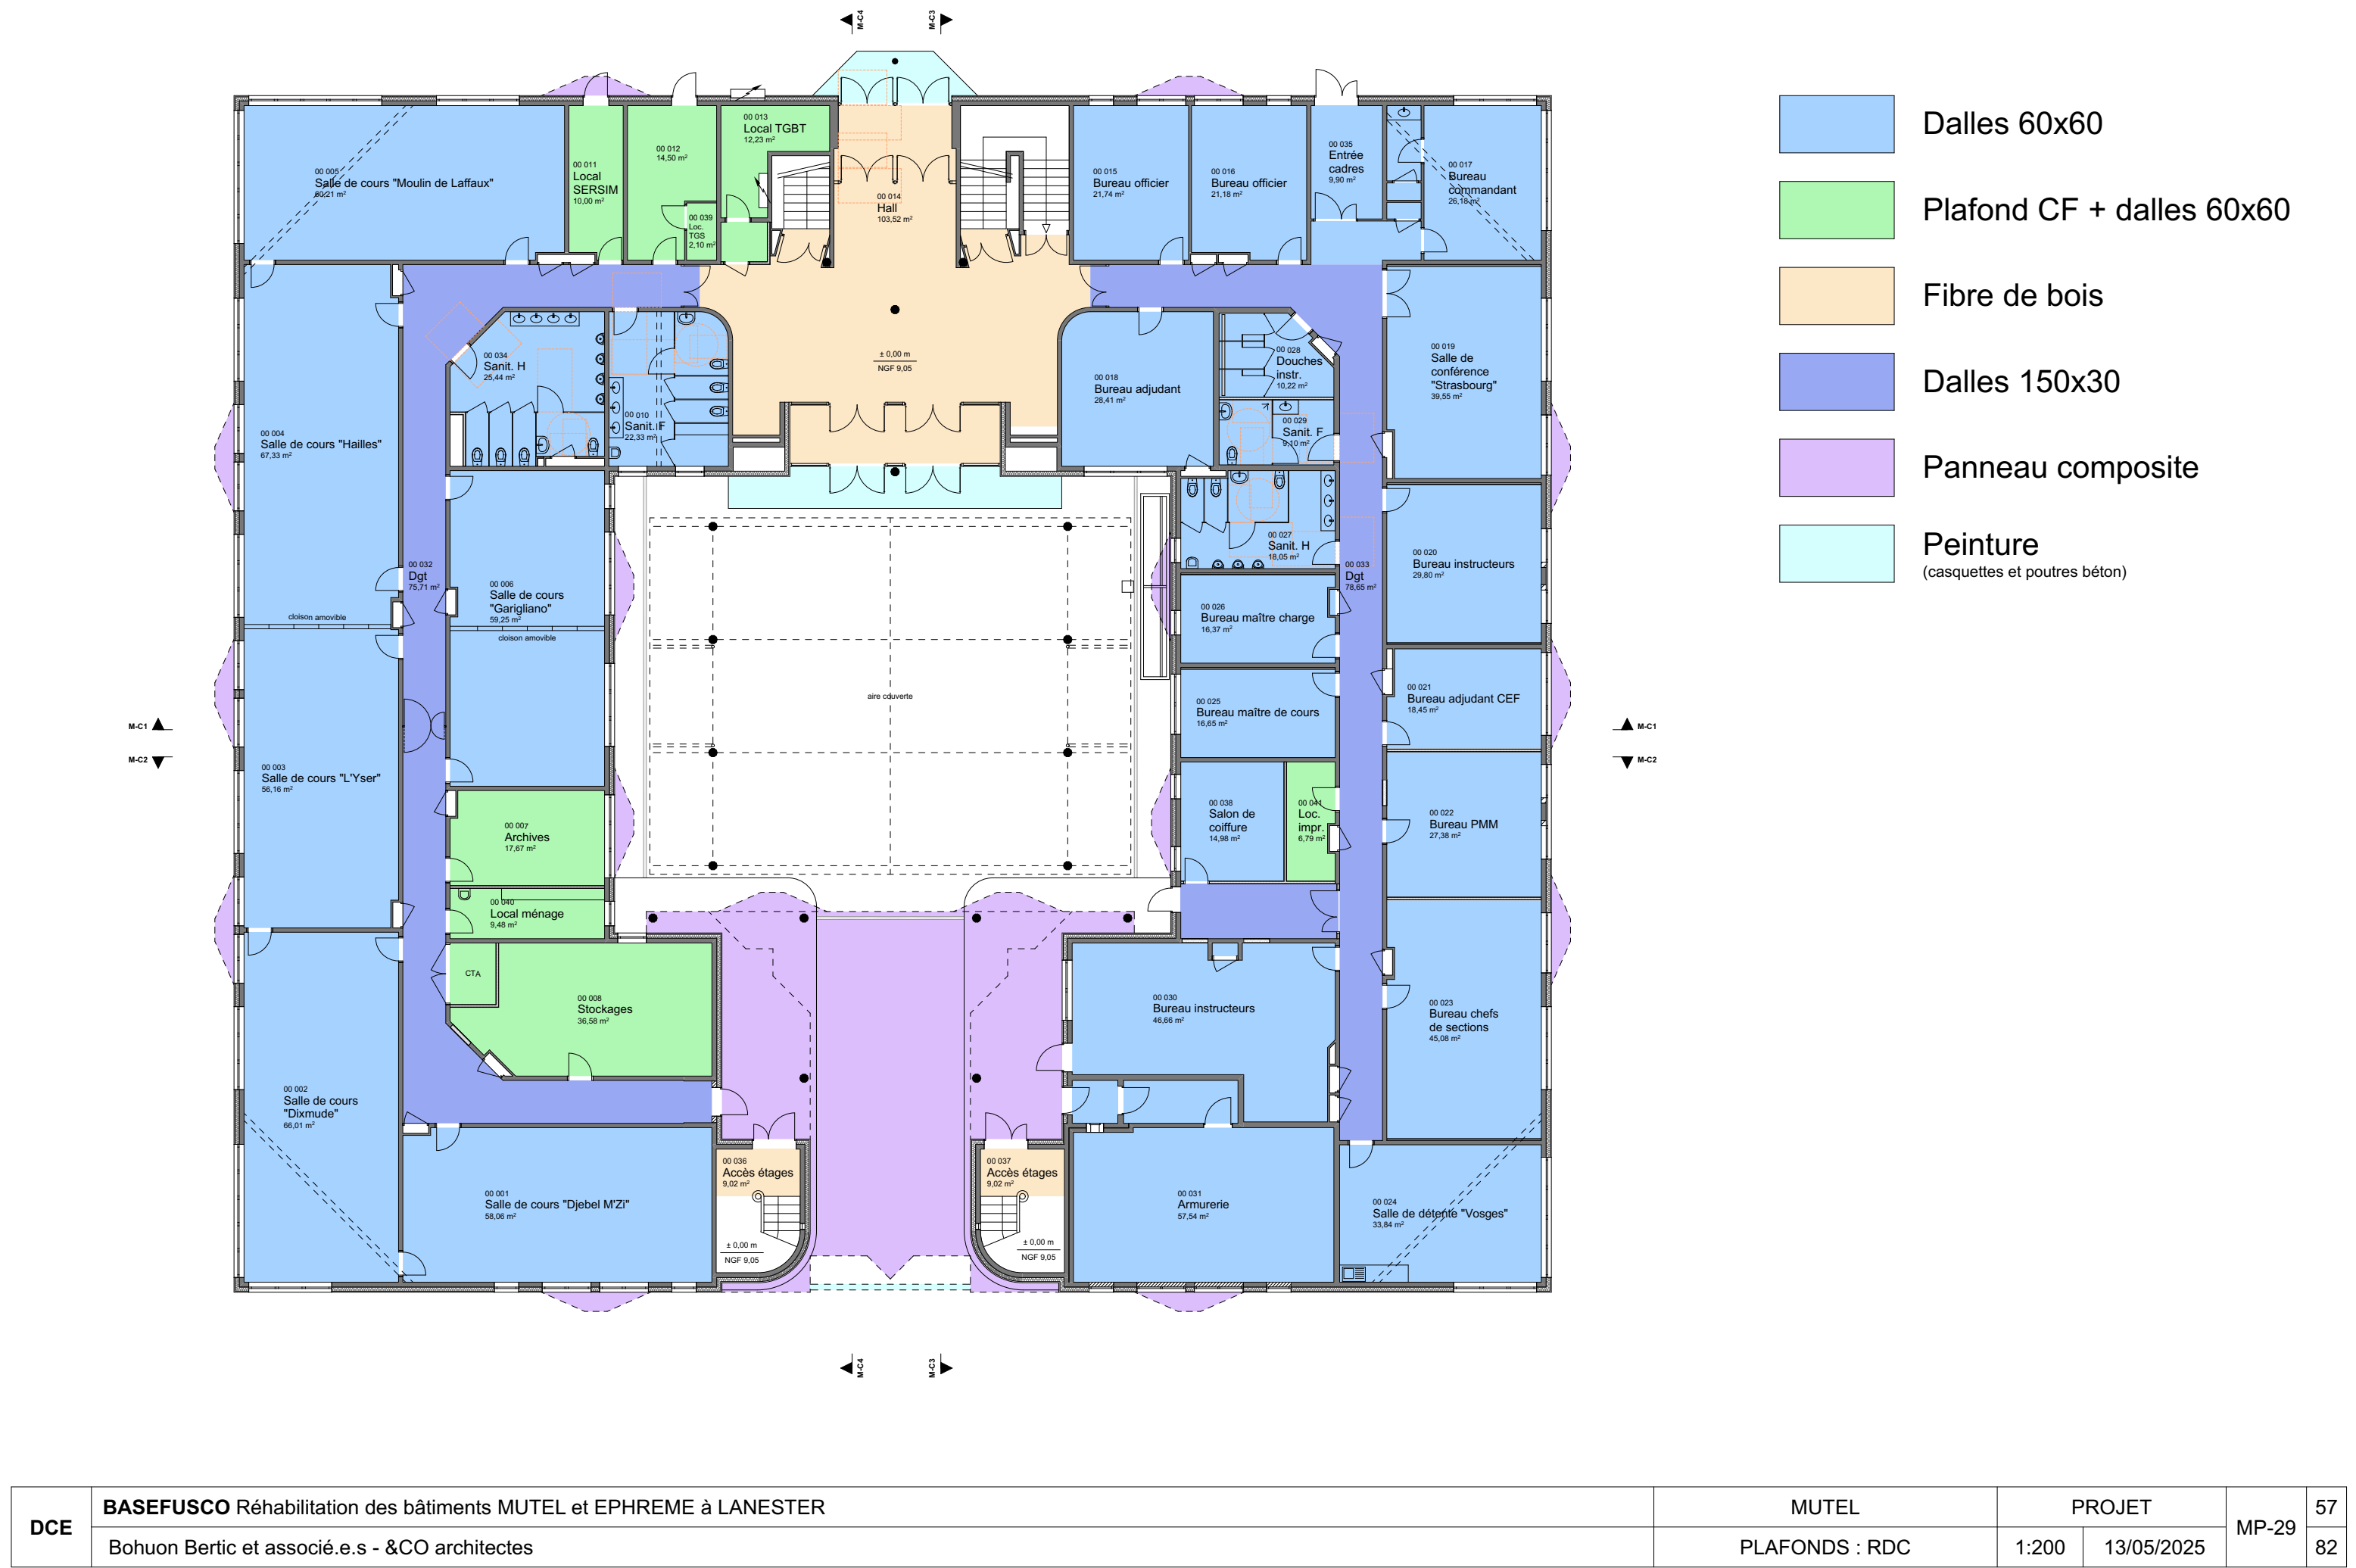 M-C4
M-C3
Dalles 60x60
Plafond CF + dalles 60x60
Fibre de bois
Dalles 150x30
Panneau composite
Peinture
(casquettes et poutres béton)
00 005
Salle de cours "Moulin de Laffaux"
60,21 m²
00 011
Local
SERSIM
10,00 m²
00 012
14,50 m²
00 013
Local TGBT
12,23 m²
00 039
Loc.
TGS
2,10 m²
00 014
Hall
103,52 m²
00 015
Bureau officier
21,74 m²
00 016
Bureau officier
21,18 m²
00 035
Entrée
cadres
9,90 m²
00 017
Bureau
commandant
26,18 m²
00 034
Sanit. H
25,44 m²
00 010
Sanit. F
22,33 m²
± 0,00 m
NGF 9,05
00 018
Bureau adjudant
28,41 m²
00 028
Douches
instr.
10,22 m²
00 029
Sanit. F
9,10 m²
00 019
Salle de
conférence
"Strasbourg"
39,55 m²
00 004
Salle de cours "Hailles"
67,33 m²
00 032
Dgt
75,71 m²
00 006
Salle de cours
"Garigliano"
59,25 m²
cloison amovible
cloison amovible
00 027
Sanit. H
18,05 m²
00 033
Dgt
78,65 m²
00 020
Bureau instructeurs
29,80 m²
00 026
Bureau maître charge
16,37 m²
aire couverte
00 025
Bureau maître de cours
16,65 m²
00 021
Bureau adjudant CEF
18,45 m²
M-C1
M-C2
M-C1
M-C2
00 003
Salle de cours "L'Yser"
56,16 m²
00 007
Archives
17,67 m²
00 040
Local ménage
9,48 m²
00 038
Salon de
coiffure
14,98 m²
00 041
Loc.
impr.
6,79 m²
00 022
Bureau PMM
27,38 m²
CTA
00 008
Stockages
36,58 m²
00 030
Bureau instructeurs
46,66 m²
00 023
Bureau chefs
de sections
45,08 m²
00 002
Salle de cours
"Dixmude"
66,01 m²
00 001
Salle de cours "Djebel M'Zi"
58,06 m²
00 036
Accès étages
9,02 m²
± 0,00 m
NGF 9,05
00 037
Accès étages
9,02 m²
± 0,00 m
NGF 9,05
00 031
Armurerie
57,54 m²
00 024
Salle de détente "Vosges"
33,84 m²
M-C4
M-C3
DCE
BASEFUSCO Réhabilitation des bâtiments MUTEL et EPHREME à LANESTER
Bohuon Bertic et associé.e.s - &CO architectes
MUTEL
PROJET
PLAFONDS : RDC
1:200
13/05/2025
MP-29
57
82